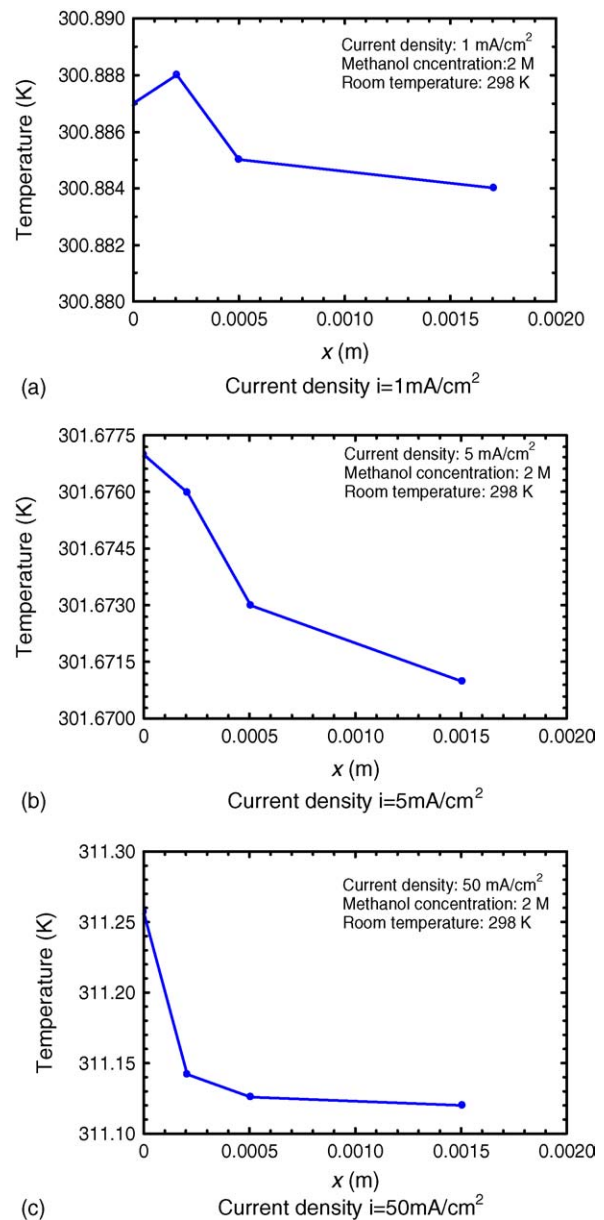 300.890
300.888
300.886
300.884
300.882
300.880
Temperature (K)
Current density: 1 mA/cm²
Methanol cncentration:2 M
Room temperature: 298 K
0 0.0005 0.0010 0.0015 0.0020
x (m)
(a) Current density i=1mA/cm²
301.6775
301.6760
301.6745
301.6730
301.6715
301.6700
Temperature (K)
Current density: 5 mA/cm²
Methanol concentration: 2 M
Room temperature: 298 K
0 0.0005 0.0010 0.0015 0.0020
x (m)
(b) Current density i=5mA/cm²
311.30
311.25
311.20
311.15
311.10
Temperature (K)
Current density: 50 mA/cm²
Methanol concentration: 2 M
Room temperature: 298 K
0 0.0005 0.0010 0.0015 0.0020
x (m)
(c) Current density i=50mA/cm²